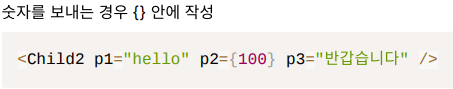 숫자를 보내는 경우 {} 안에 작성
<Child2 p1="hello" p2={100} p3="반갑습니다" />